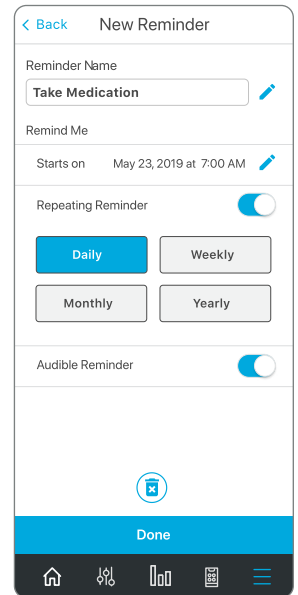 Back New Reminder
Reminder Name
Take Medication
Remind Me
Starts on May 23, 2019 at 7:00 AM
Repeating Reminder
Daily Weekly
Monthly Yearly
Audible Reminder
Done